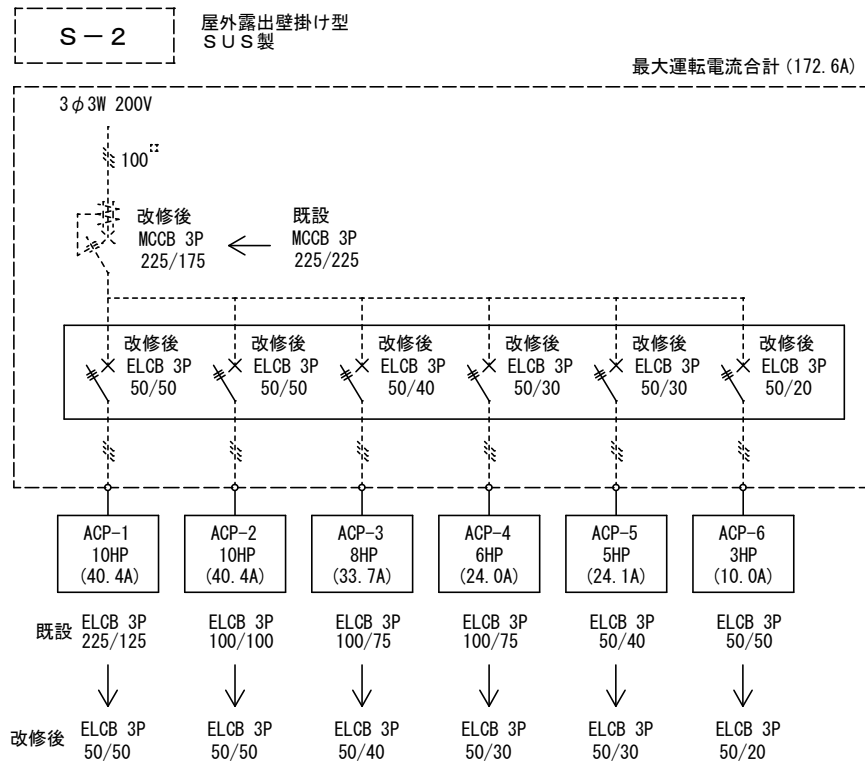 S－2
屋外露出壁掛け型
SUS製
最大運転電流合計(172.6A)
3φ3W 200V
100
改修後
MCCB 3P
225/175
既設
MCCB 3P
225/225
改修後
ELCB 3P
50/50
改修後
ELCB 3P
50/50
改修後
ELCB 3P
50/40
改修後
ELCB 3P
50/30
改修後
ELCB 3P
50/30
改修後
ELCB 3P
50/20
ACP-1
10HP
(40.4A)
ACP-2
10HP
(40.4A)
ACP-3
8HP
(33.7A)
ACP-4
6HP
(24.0A)
ACP-5
5HP
(24.1A)
ACP-6
3HP
(10.0A)
既設
ELCB 3P
225/125
ELCB 3P
100/100
ELCB 3P
100/75
ELCB 3P
100/75
ELCB 3P
50/40
ELCB 3P
50/50
改修後
ELCB 3P
50/50
ELCB 3P
50/50
ELCB 3P
50/40
ELCB 3P
50/30
ELCB 3P
50/30
ELCB 3P
50/20